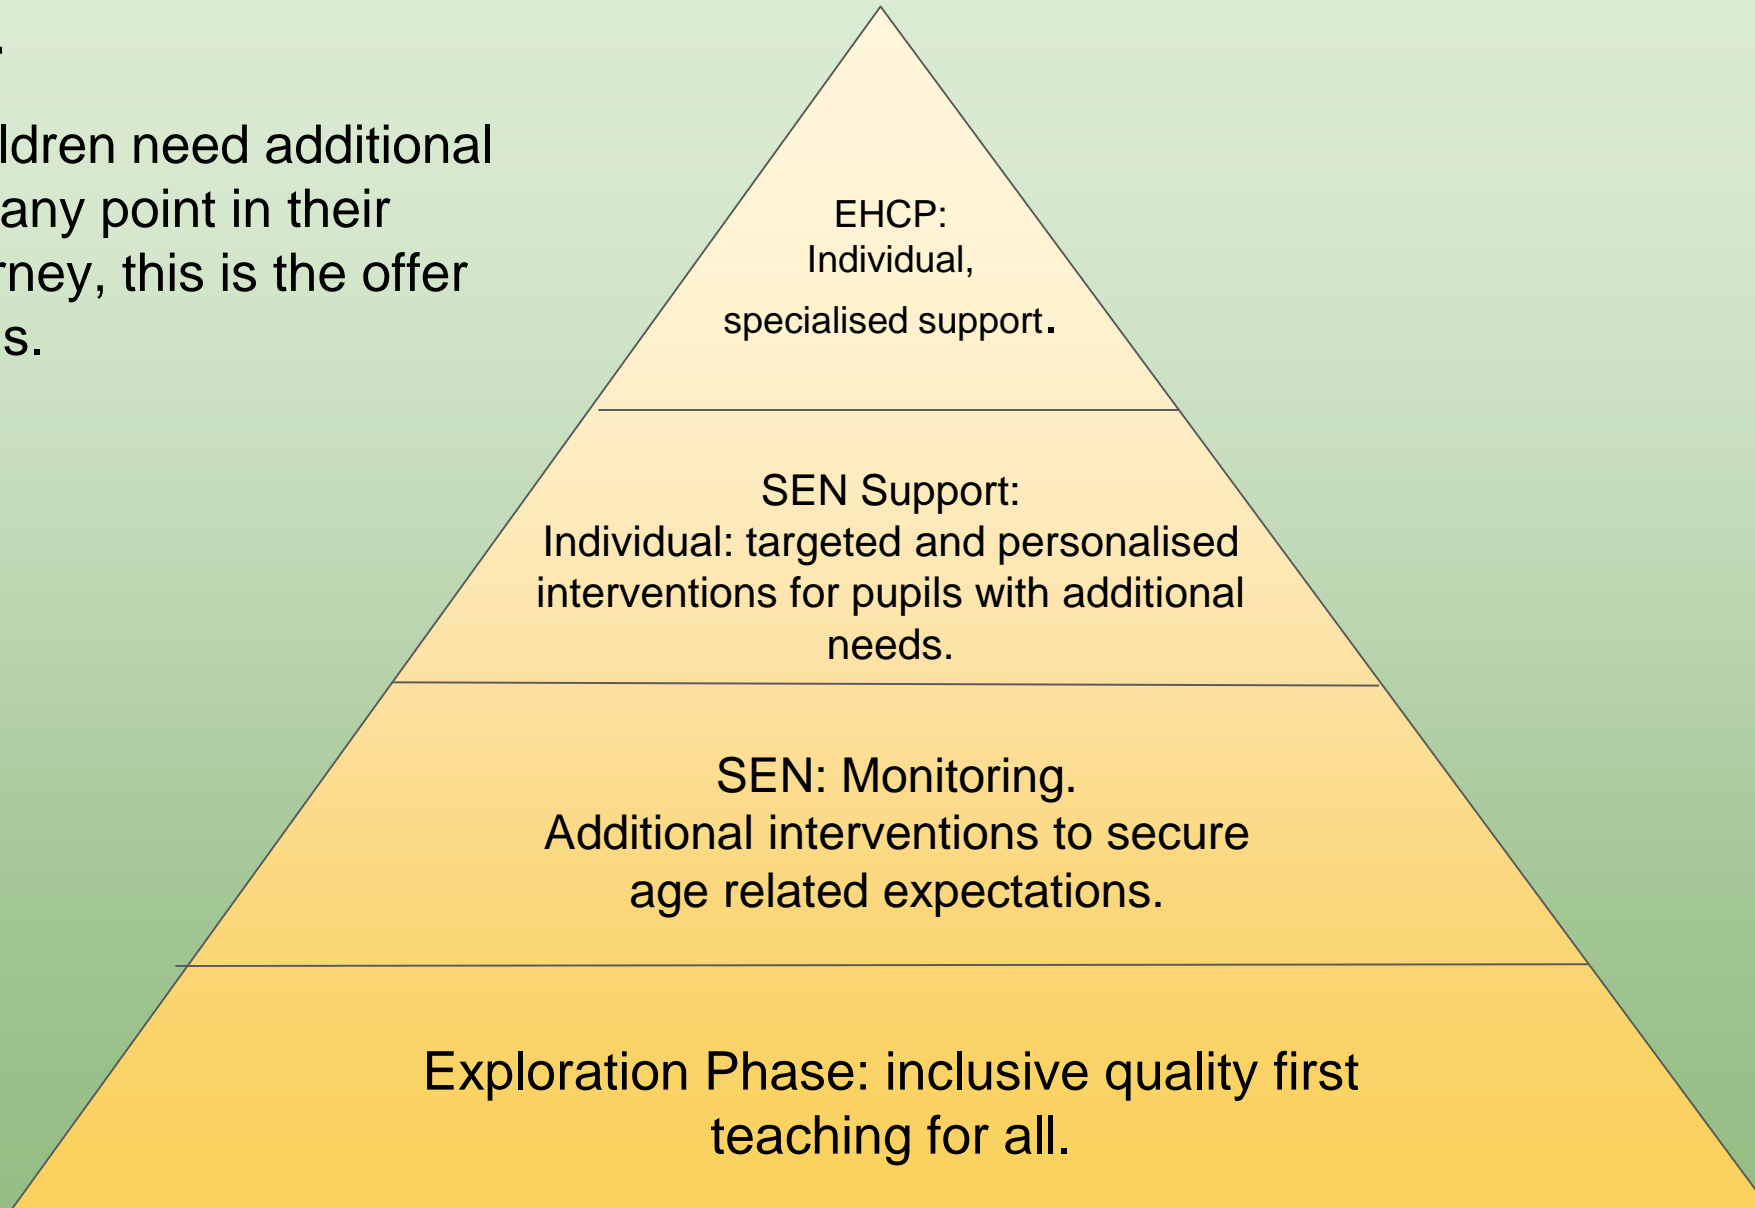 ldren need additional
any point in their
rney, this is the offer
s.
EHCP:
Individual,
specialised support.
SEN Support:
Individual: targeted and personalised
interventions for pupils with additional
needs.
SEN: Monitoring.
Additional interventions to secure
age related expectations.
Exploration Phase: inclusive quality first
teaching for all.